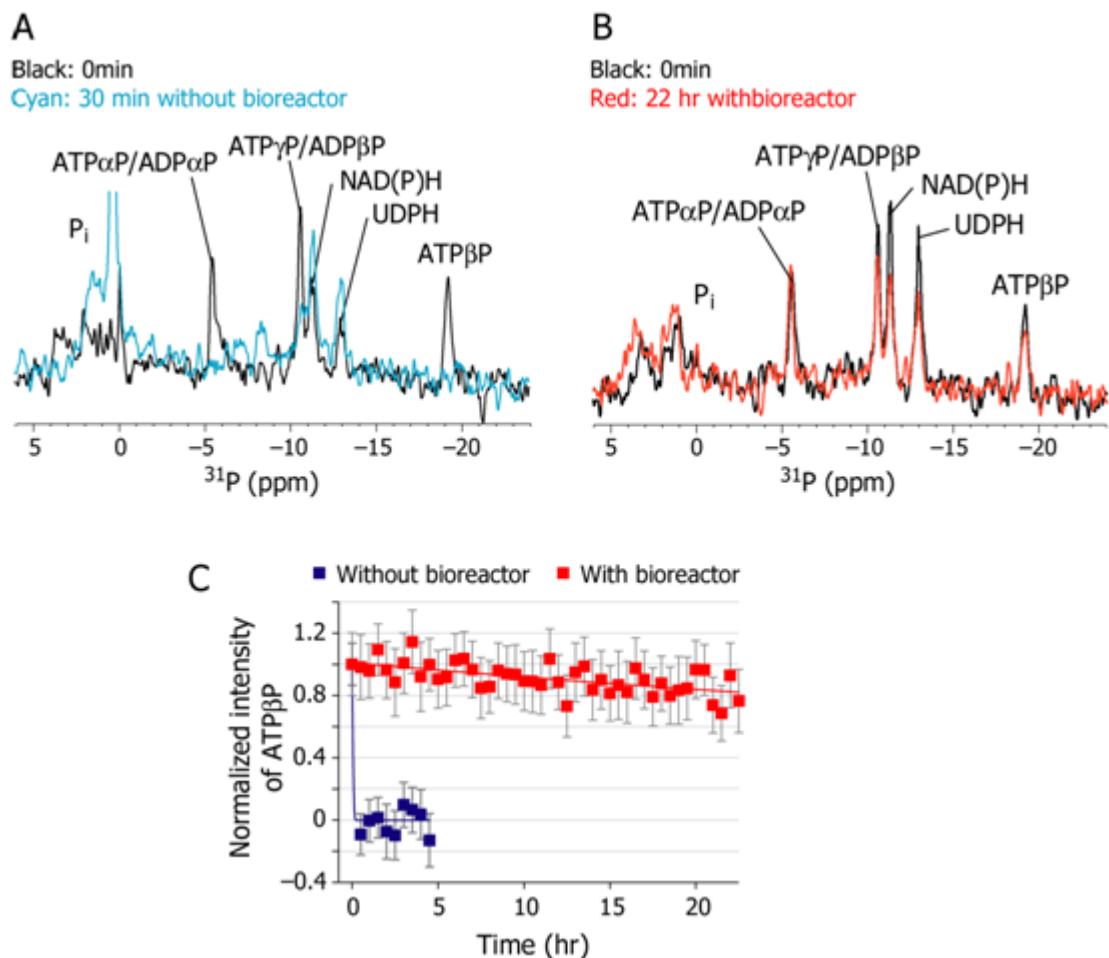 A
Black: 0min
Cyan: 30 min without bioreactor
ATPαP/ADPαP
ATPγP/ADPβP
NAD(P)H
UDPH
Pi
ATPβP
5 0 −5 −10 −15 −20
31P (ppm)
B
Black: 0min
Red: 22 hr withbioreactor
ATPγP/ADPβP
NAD(P)H
ATPαP/ADPαP
UDPH
Pi
ATPβP
5 0 −5 −10 −15 −20
31P (ppm)
C
Without bioreactor With bioreactor
Normalized intensity
of ATPβP
1.2
0.8
0.4
0
−0.4
0 5 10 15 20
Time (hr)